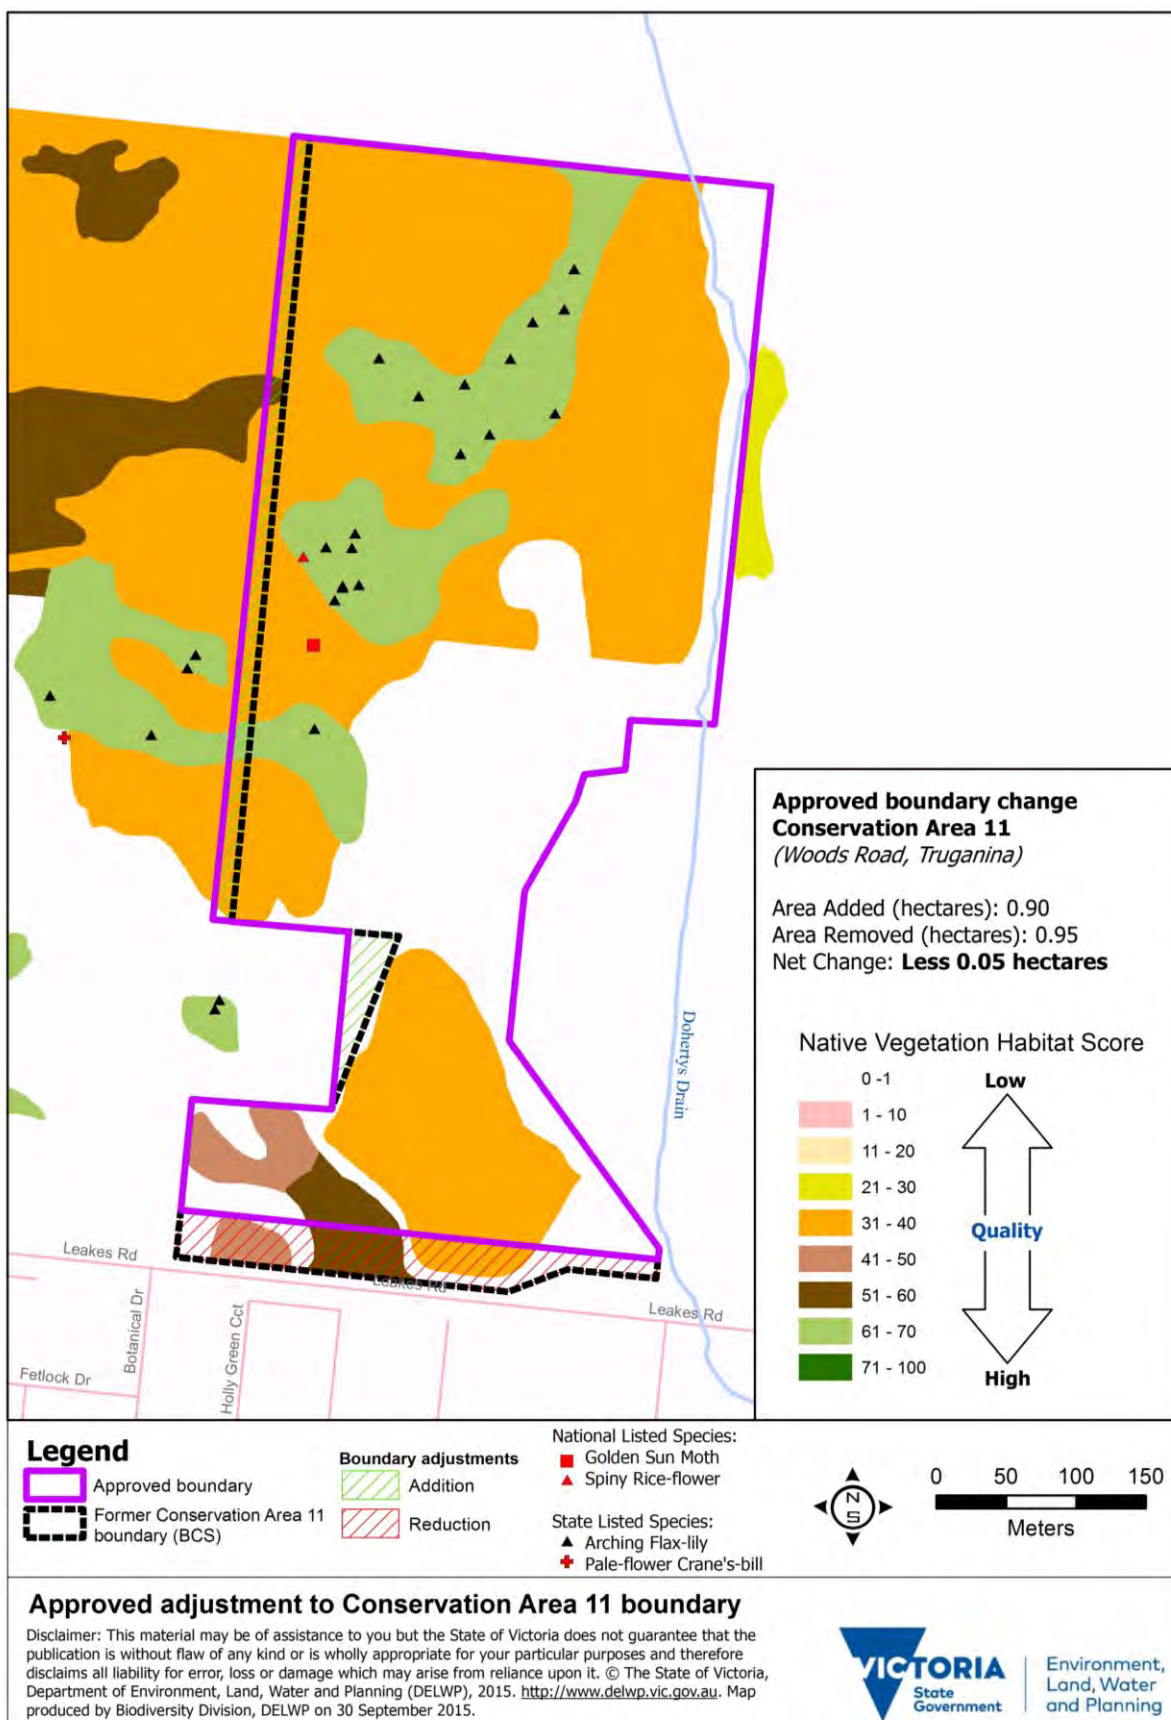 Dohertys Drain
Leakes Rd
Leakes Rd
Leakes Rd
Botanical Dr
Holly Green Cct
Fetlock Dr
Approved boundary change
Conservation Area 11
(Woods Road, Truganina)
Area Added (hectares): 0.90
Area Removed (hectares): 0.95
Net Change: Less 0.05 hectares
Native Vegetation Habitat Score
0 -1
1 - 10
11 - 20
21 - 30
31 - 40
41 - 50
51 - 60
61 - 70
71 - 100
Low
Quality
High
Legend
Approved boundary
Former Conservation Area 11
boundary (BCS)
Boundary adjustments
Addition
Reduction
National Listed Species:
Golden Sun Moth
Spiny Rice-flower
State Listed Species:
Arching Flax-lily
Pale-flower Crane's-bill
N
S
0 50 100 150
Meters
Approved adjustment to Conservation Area 11 boundary
Disclaimer: This material may be of assistance to you but the State of Victoria does not guarantee that the
publication is without flaw of any kind or is wholly appropriate for your particular purposes and therefore
disclaims all liability for error, loss or damage which may arise from reliance upon it. © The State of Victoria,
Department of Environment, Land, Water and Planning (DELWP), 2015. http://www.delwp.vic.gov.au. Map
produced by Biodiversity Division, DELWP on 30 September 2015.
VICTORIA
State
Government
Environment,
Land, Water
and Planning